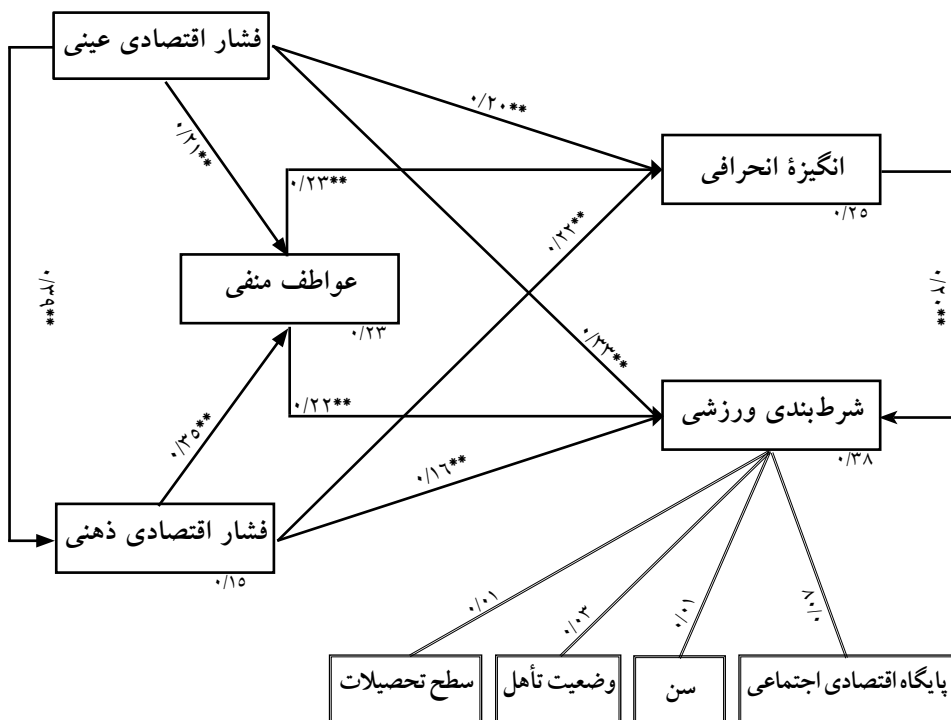 فشار اقتصادی عینی
۰/۲۰**
۰/۲۱**
انگیزهٔ انحرافی
۰/۲۳**
۰/۲۵
۰/۲۲**
عواطف منفی
۰/۳۹**
۰/۲۰**
۰/۲۳
۰/۳۳**
شرط‌بندی ورزشی
۰/۲۲**
۰/۳۵**
۰/۳۸
۰/۱۶**
فشار اقتصادی ذهنی
۰/۱۵
۰/۰۱
۰/۰۳
۰/۰۱
۸۰/۰
پایگاه اقتصادی اجتماعی
سن
وضعیت تأهل
سطح تحصیلات